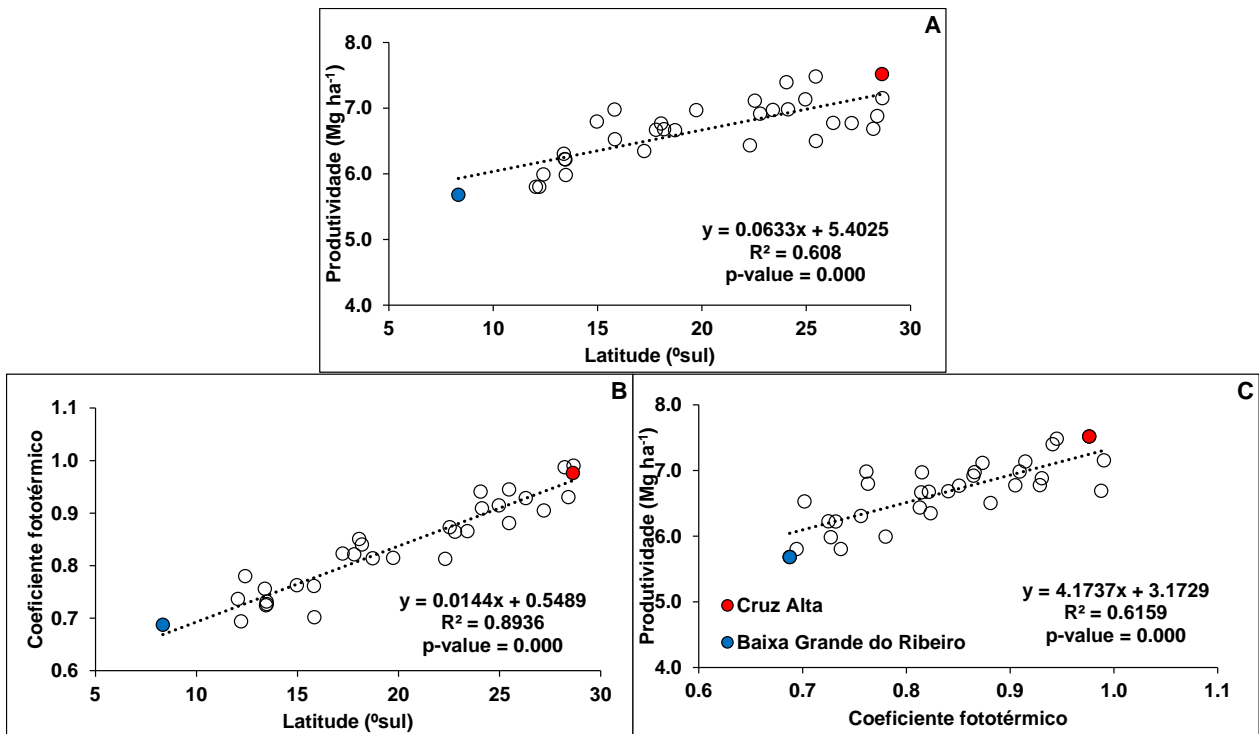 A
Produtividade (Mg ha⁻¹)
8.0
7.0
6.0
5.0
4.0
y = 0.0633x + 5.4025
R² = 0.608
p-value = 0.000
5 10 15 20 25 30
Latitude (ºsul)
B
Coeficiente fototérmico
1.1
1.0
0.9
0.8
0.7
0.6
y = 0.0144x + 0.5489
R² = 0.8936
p-value = 0.000
5 10 15 20 25 30
Latitude (ºsul)
C
Produtividade (Mg ha⁻¹)
8.0
7.0
6.0
5.0
4.0
Cruz Alta
Baixa Grande do Ribeiro
y = 4.1737x + 3.1729
R² = 0.6159
p-value = 0.000
0.6 0.7 0.8 0.9 1.0 1.1
Coeficiente fototérmico